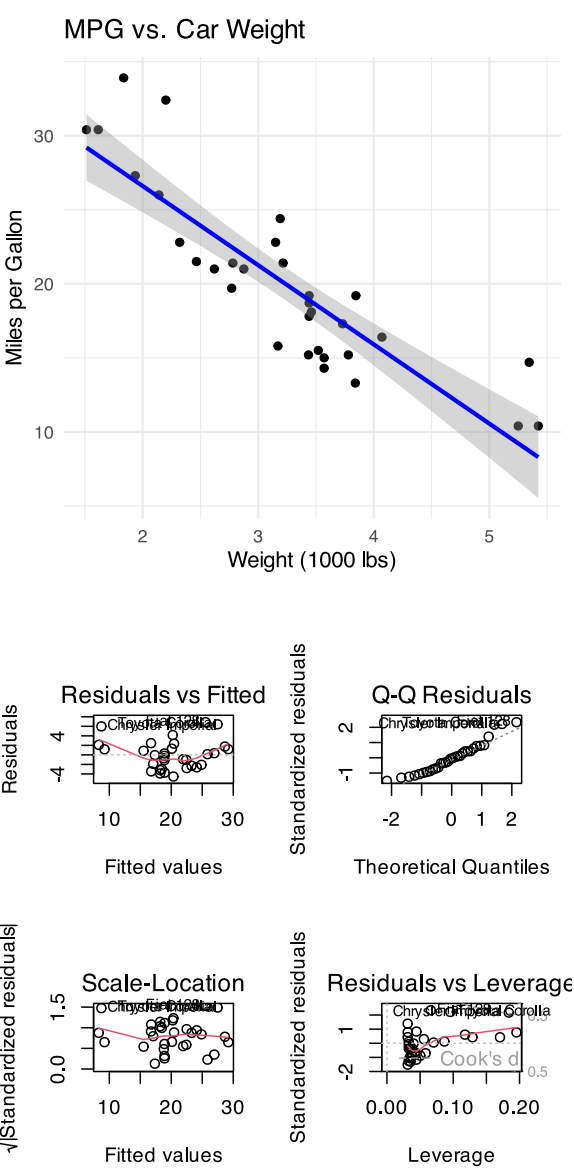 MPG vs. Car Weight
Miles per Gallon
30
20
10
2 3 4 5
Weight (1000 lbs)
Residuals vs Fitted
Residuals
4
-4
10 20 30
Fitted values
Q-Q Residuals
Standardized residuals
2
-1
-2 0 1 2
Theoretical Quantiles
Scale-Location
√|Standardized residuals|
1.5
0.0
10 20 30
Fitted values
Residuals vs Leverage
Standardized residuals
1
-2
Cook's d
0.5
0.5
0.00 0.10 0.20
Leverage